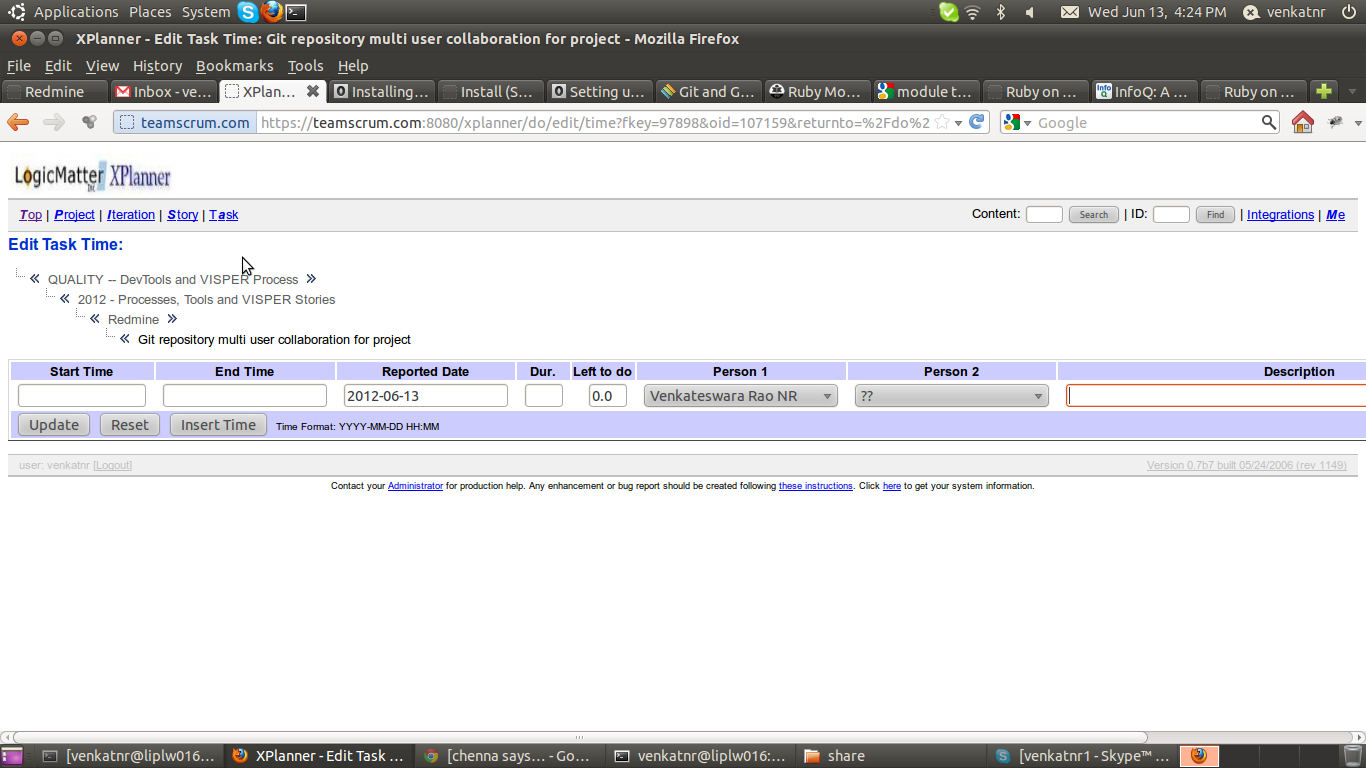 Applications Places System Wed Jun 13, 4:24 PM venkatnr
XPlanner - Edit Task Time: Git repository multi user collaboration for project - Mozilla Firefox
File Edit View History Bookmarks Tools Help
Redmine Inbox - ve... XPlan... Installing... Install (S... Setting u... Git and G... Ruby Mo... module t... Ruby on ... InfoQ: A ... Ruby on ...
teamscrum.com https://teamscrum.com:8080/xplanner/do/edit/time?fkey=97898&oid=107159&returnto=%2Fdo%2 Google
LogicMatter Inc XPlanner
Top | Project | Iteration | Story | Task Content: Search | ID: Find | Integrations | Me
Edit Task Time:
« QUALITY -- DevTools and VISPER Process »
« 2012 - Processes, Tools and VISPER Stories
« Redmine »
« Git repository multi user collaboration for project
Start Time End Time Reported Date Dur. Left to do Person 1 Person 2 Description
2012-06-13 0.0 Venkateswara Rao NR ??
Update Reset Insert Time Time Format: YYYY-MM-DD HH:MM
user: venkatnr [Logout] Version 0.7b7 built 05/24/2006 (rev 1149)
Contact your Administrator for production help. Any enhancement or bug report should be created following these instructions. Click here to get your system information.
[venkatnr@liplw016... XPlanner - Edit Task ... [chenna says... - Go... venkatnr@liplw016:... share [venkatnr1 - Skype™ ...